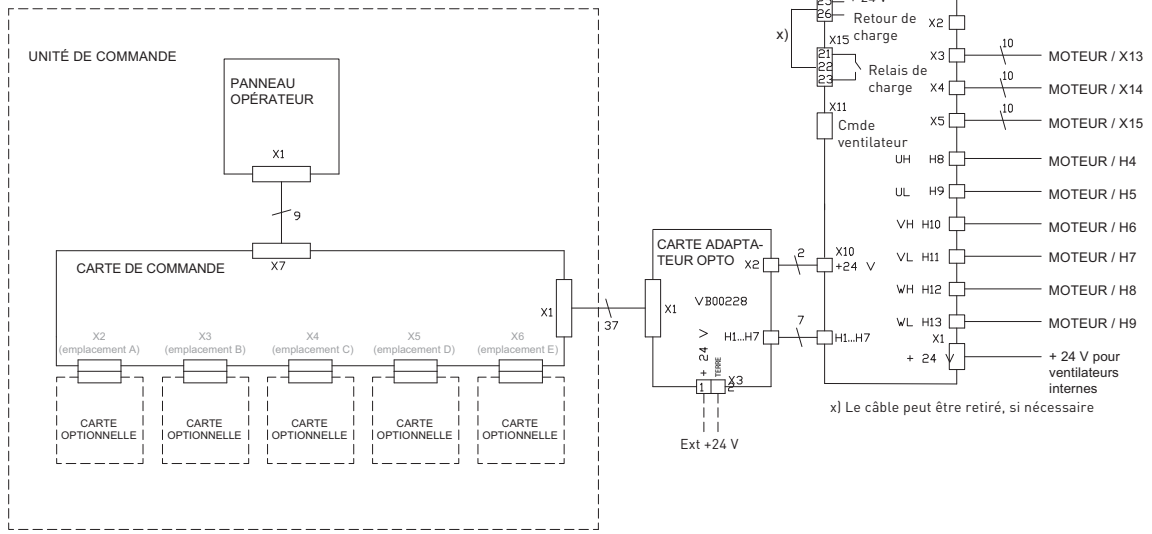 UNITÉ DE COMMANDE
PANNEAU
OPÉRATEUR
X1
9
X7
CARTE DE COMMANDE
X1
37
X2
(emplacement A)
X3
(emplacement B)
X4
(emplacement C)
X5
(emplacement D)
X6
(emplacement E)
CARTE
OPTIONNELLE
CARTE
OPTIONNELLE
CARTE
OPTIONNELLE
CARTE
OPTIONNELLE
CARTE
OPTIONNELLE
CARTE ADAPTA-
TEUR OPTO
X2
X1
VB00228
H1...H7
+ 24 V
TERRE
X3
1
2
Ext +24 V
2
7
26
Retour de
charge
x)
X15
21
22
23
Relais de
charge
X11
Cmde
ventilateur
X10
+24 V
H1...H7
X2
X3
10
MOTEUR / X13
X4
10
MOTEUR / X14
X5
10
MOTEUR / X15
UH H8
MOTEUR / H4
UL H9
MOTEUR / H5
VH H10
MOTEUR / H6
VL H11
MOTEUR / H7
WH H12
MOTEUR / H8
WL H13
MOTEUR / H9
X1
+ 24 V
+ 24 V pour
ventilateurs
internes
x) Le câble peut être retiré, si nécessaire